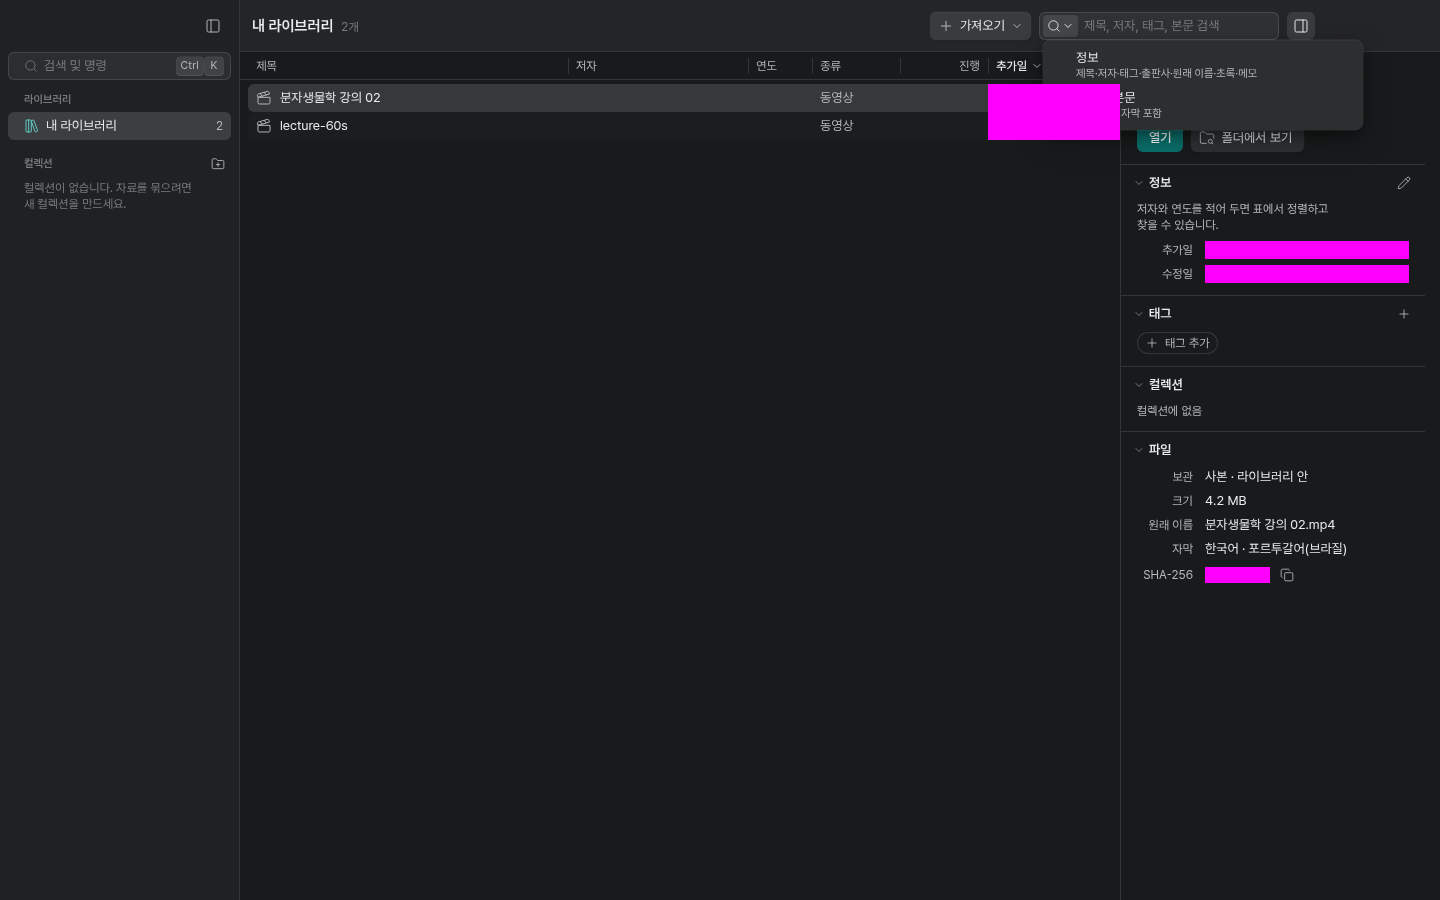 내 라이브러리 2개
가져오기
제목, 저자, 태그, 본문 검색
검색 및 명령 Ctrl K
라이브러리
내 라이브러리 2
컬렉션
컬렉션이 없습니다. 자료를 묶으려면
새 컬렉션을 만드세요.
제목 저자 연도 종류 진행 추가일
분자생물학 강의 02 동영상
lecture-60s 동영상
정보
제목·저자·태그·출판사·원래 이름·초록·메모
자막 포함
열기 폴더에서 보기
정보
저자와 연도를 적어 두면 표에서 정렬하고
찾을 수 있습니다.
추가일
수정일
태그
태그 추가
컬렉션
컬렉션에 없음
파일
보관 사본 · 라이브러리 안
크기 4.2 MB
원래 이름 분자생물학 강의 02.mp4
자막 한국어 · 포르투갈어(브라질)
SHA-256